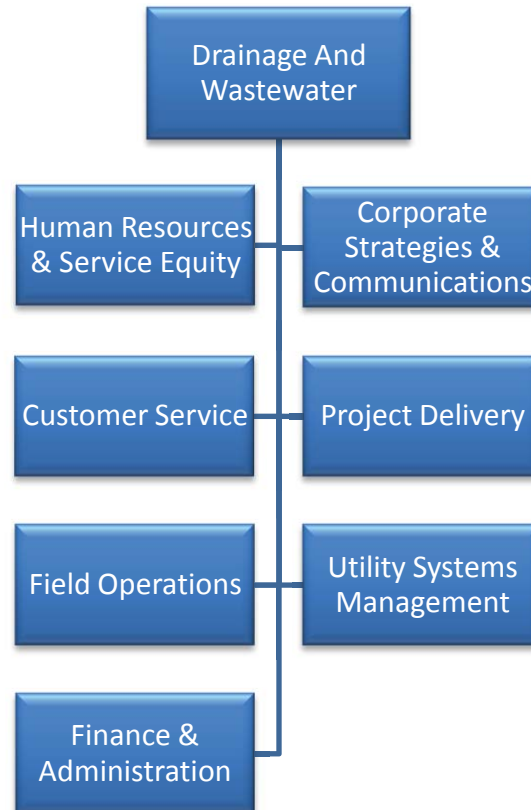 Drainage And
Wastewater
Human Resources
& Service Equity
Corporate
Strategies &
Communications
Customer Service
Project Delivery
Field Operations
Utility Systems
Management
Finance &
Administration